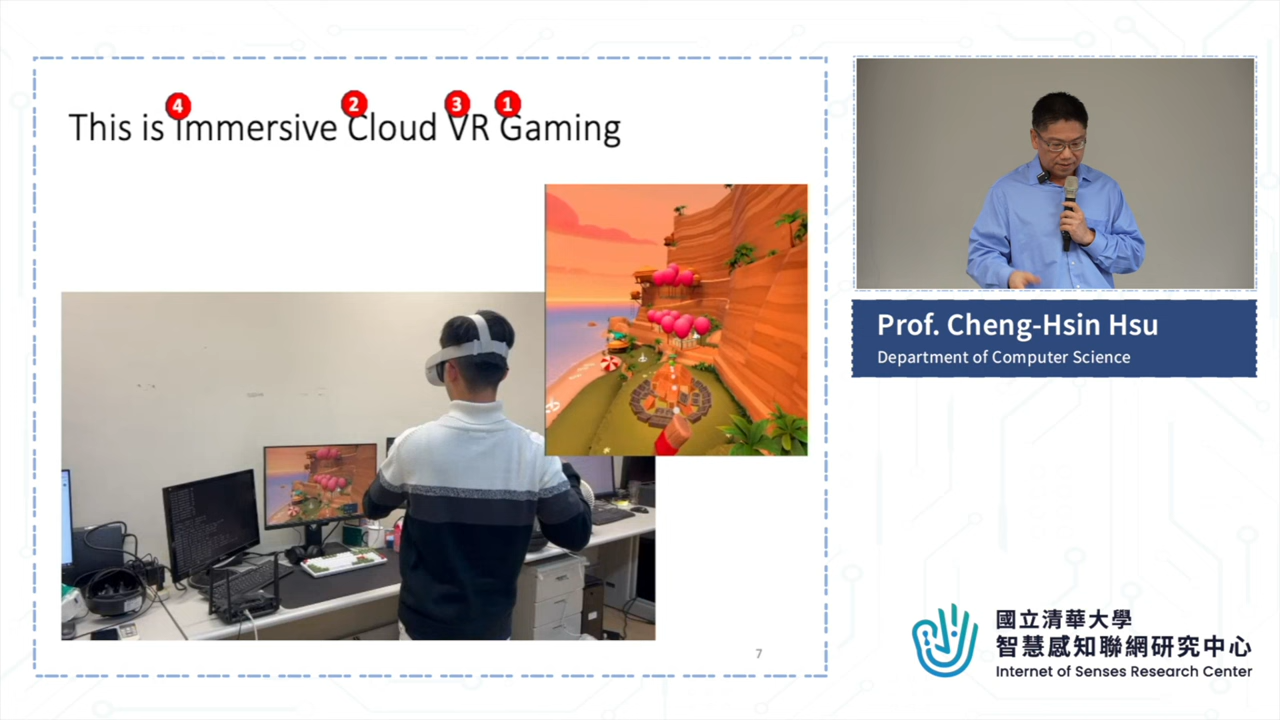 4 2 3 1
This is Immersive Cloud VR Gaming
7
Prof. Cheng-Hsin Hsu
Department of Computer Science
國立清華大學
智慧感知聯網研究中心
Internet of Senses Research Center